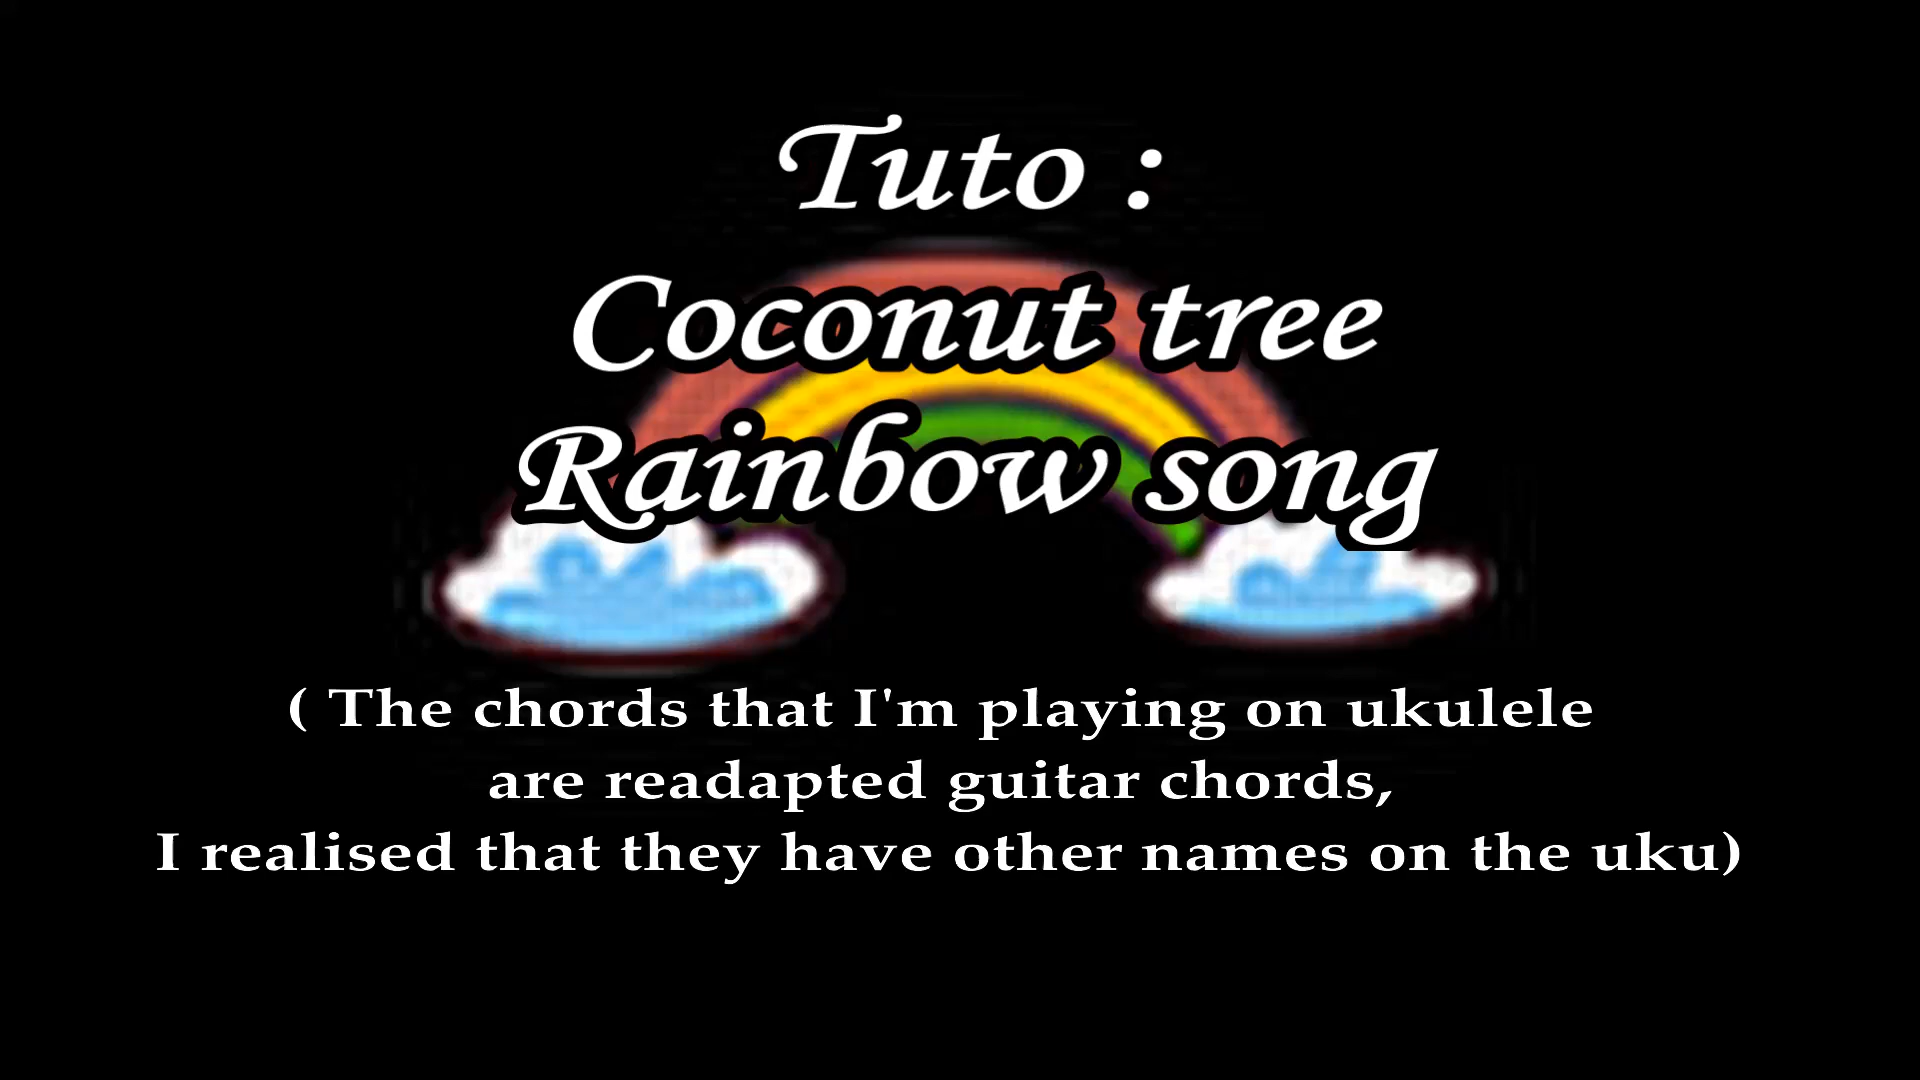 Tuto :
Coconut tree
Rainbow song
( The chords that I'm playing on ukulele
are readapted guitar chords,
I realised that they have other names on the uku)